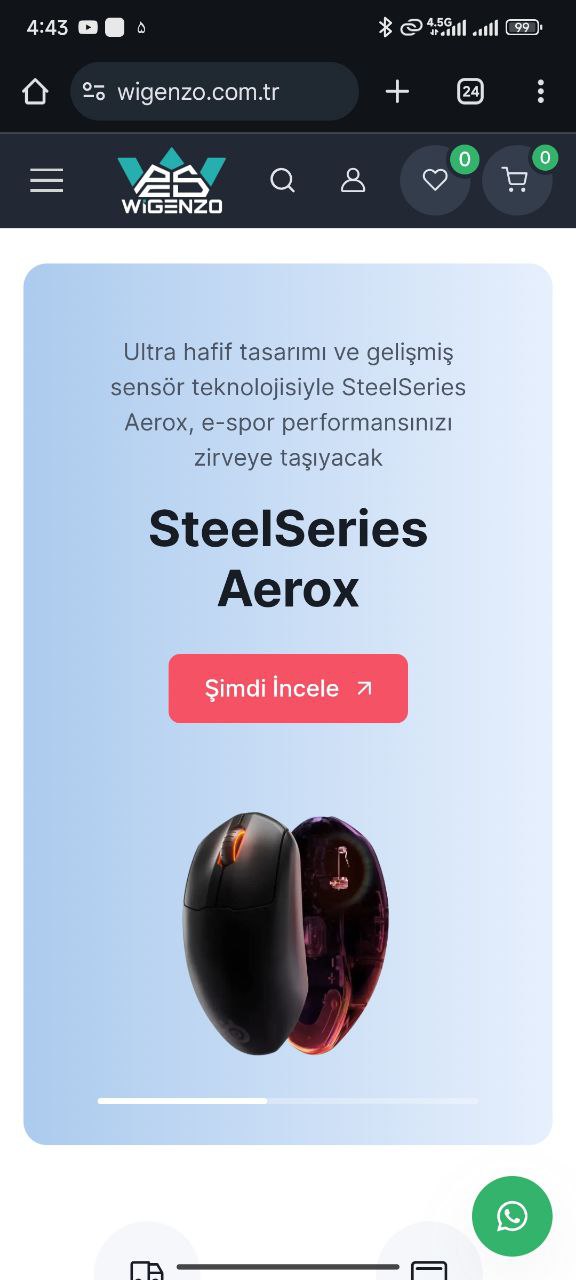 4:43
۵
4.5G
99
wigenzo.com.tr
24
WiGENZO
0
0
Ultra hafif tasarımı ve gelişmiş
sensör teknolojisiyle SteelSeries
Aerox, e-spor performansınızı
zirveye taşıyacak
SteelSeries
Aerox
Şimdi İncele